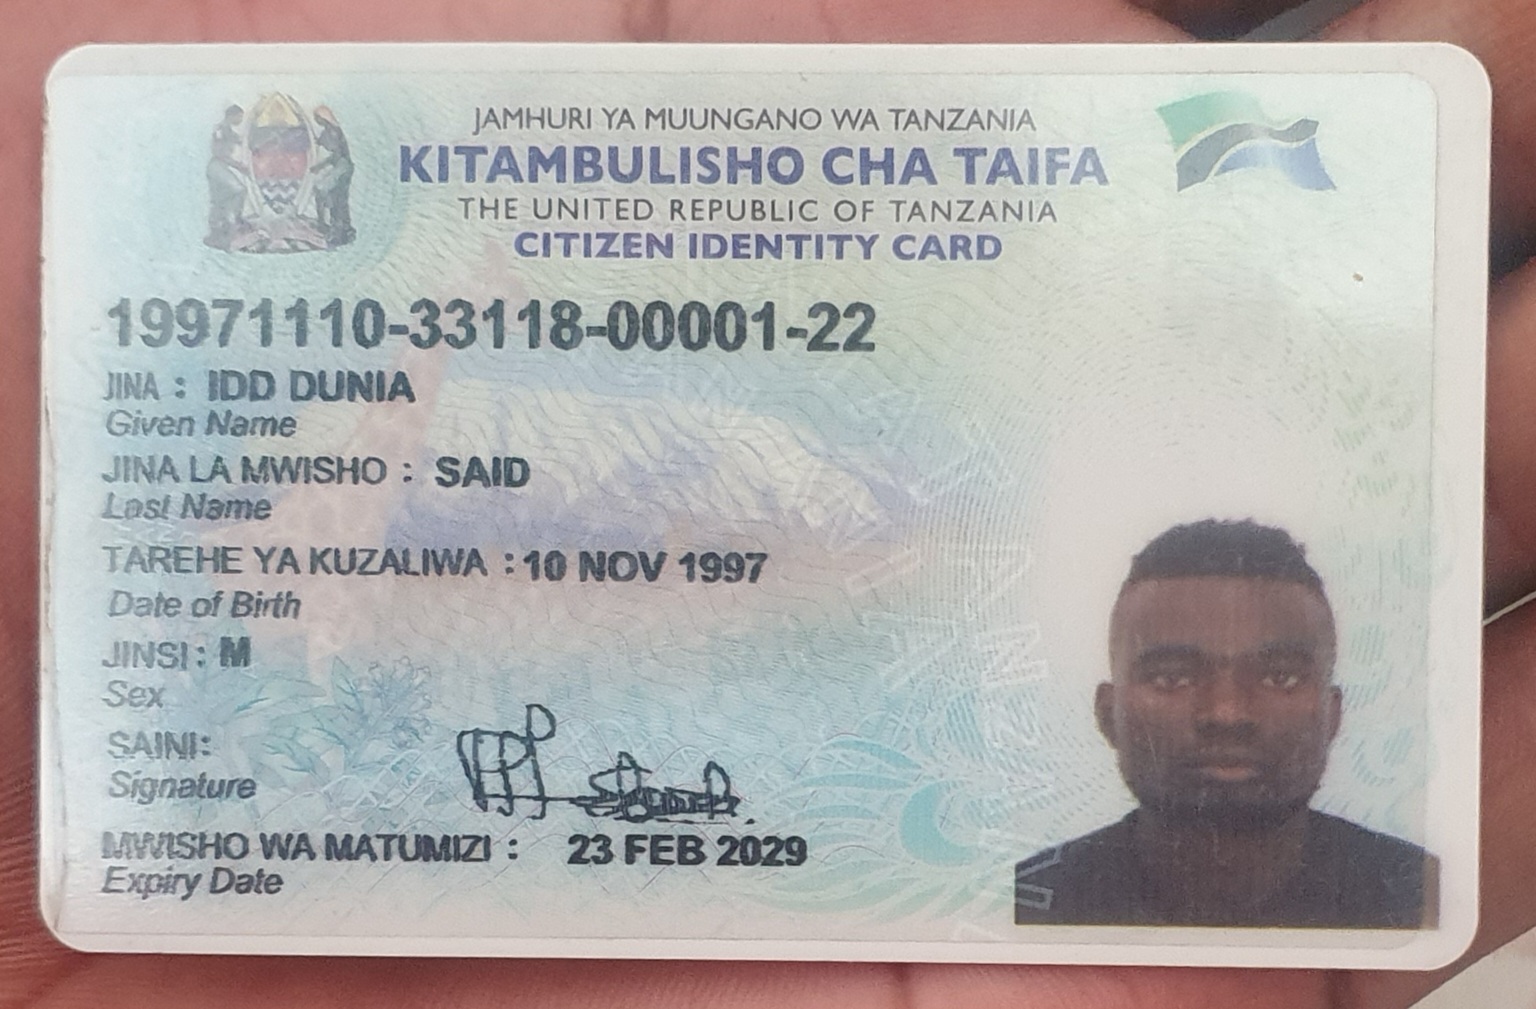 JAMHURI YA MUUNGANO WA TANZANIA
KITAMBULISHO CHA TAIFA
THE UNITED REPUBLIC OF TANZANIA
CITIZEN IDENTITY CARD
19971110-33118-00001-22
JINA : IDD DUNIA
Given Name
JINA LA MWISHO : SAID
Last Name
TAREHE YA KUZALIWA : 10 NOV 1997
Date of Birth
JINSI : M
Sex
SAINI:
Signature
MWISHO WA MATUMIZI : 23 FEB 2029
Expiry Date